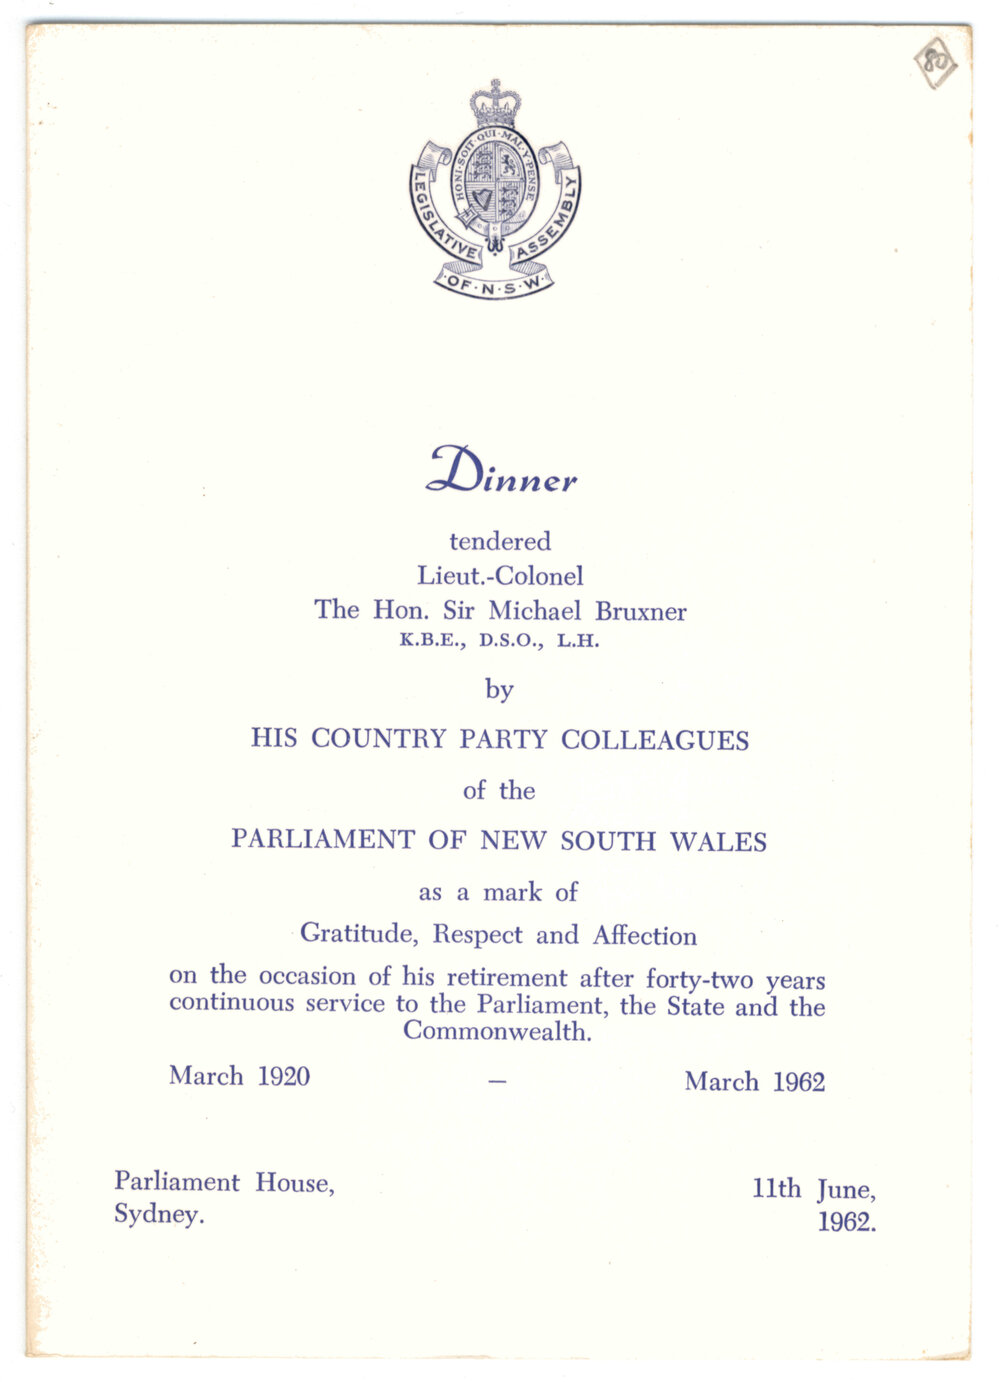 80
HONI·SOIT·QUI·MAL·Y·PENSE
LEGISLATIVE ASSEMBLY
·OF·N·S·W·
Dinner
tendered
Lieut.-Colonel
The Hon. Sir Michael Bruxner
K.B.E., D.S.O., L.H.
by
HIS COUNTRY PARTY COLLEAGUES
of the
PARLIAMENT OF NEW SOUTH WALES
as a mark of
Gratitude, Respect and Affection
on the occasion of his retirement after forty-two years
continuous service to the Parliament, the State and the
Commonwealth.
March 1920 – March 1962
Parliament House, 11th June,
Sydney. 1962.